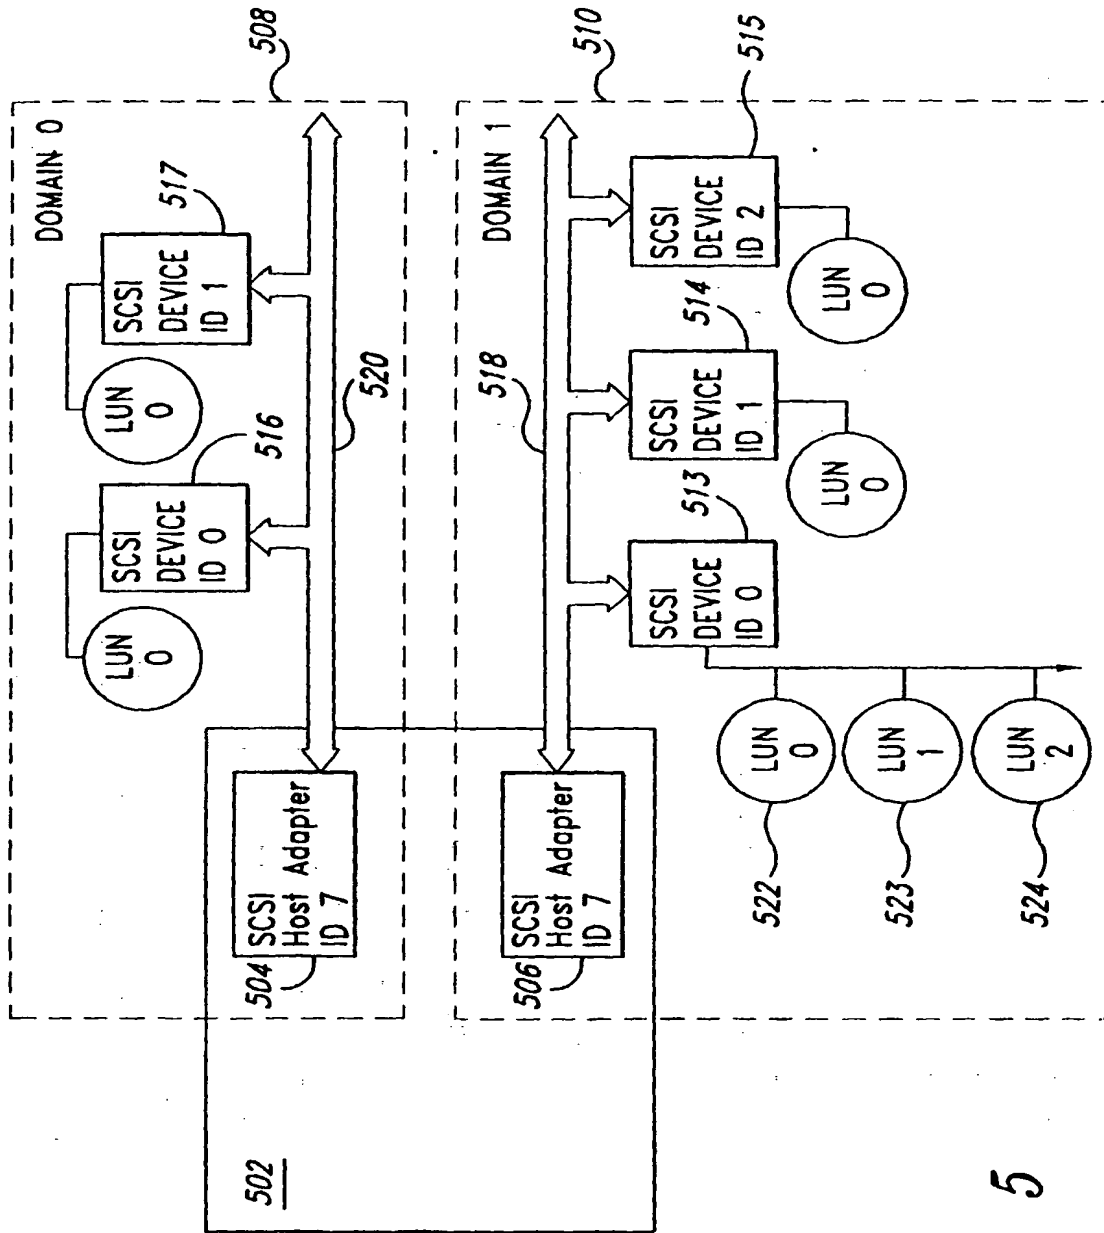 508
DOMAIN 0
517
SCSI
DEVICE
ID 1
LUN
0
516
SCSI
DEVICE
ID 0
LUN
0
520
504
SCSI
Host Adapter
ID 7
510
DOMAIN 1
518
515
SCSI
DEVICE
ID 2
LUN
0
514
SCSI
DEVICE
ID 1
LUN
0
513
SCSI
DEVICE
ID 0
506
SCSI
Host Adapter
ID 7
LUN
0
522
LUN
1
523
LUN
2
524
502
5